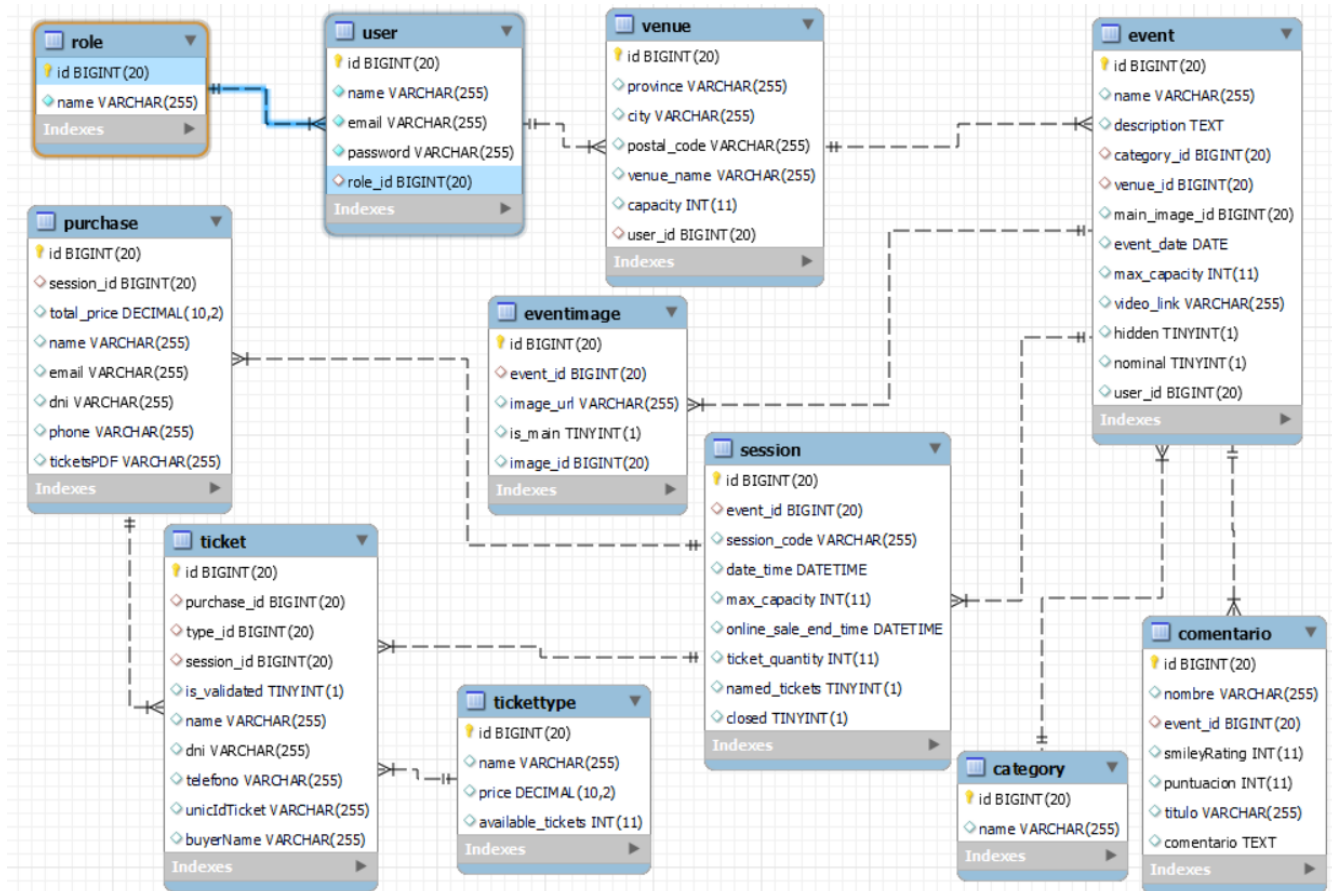 role
id BIGINT(20)
name VARCHAR(255)
Indexes
user
id BIGINT(20)
name VARCHAR(255)
email VARCHAR(255)
password VARCHAR(255)
role_id BIGINT(20)
Indexes
venue
id BIGINT(20)
province VARCHAR(255)
city VARCHAR(255)
postal_code VARCHAR(255)
venue_name VARCHAR(255)
capacity INT(11)
user_id BIGINT(20)
Indexes
event
id BIGINT(20)
name VARCHAR(255)
description TEXT
category_id BIGINT(20)
venue_id BIGINT(20)
main_image_id BIGINT(20)
event_date DATE
max_capacity INT(11)
video_link VARCHAR(255)
hidden TINYINT(1)
nominal TINYINT(1)
user_id BIGINT(20)
Indexes
purchase
id BIGINT(20)
session_id BIGINT(20)
total_price DECIMAL(10,2)
name VARCHAR(255)
email VARCHAR(255)
dni VARCHAR(255)
phone VARCHAR(255)
ticketsPDF VARCHAR(255)
Indexes
eventimage
id BIGINT(20)
event_id BIGINT(20)
image_url VARCHAR(255)
is_main TINYINT(1)
image_id BIGINT(20)
Indexes
session
id BIGINT(20)
event_id BIGINT(20)
session_code VARCHAR(255)
date_time DATETIME
max_capacity INT(11)
online_sale_end_time DATETIME
ticket_quantity INT(11)
named_tickets TINYINT(1)
closed TINYINT(1)
Indexes
ticket
id BIGINT(20)
purchase_id BIGINT(20)
type_id BIGINT(20)
session_id BIGINT(20)
is_validated TINYINT(1)
name VARCHAR(255)
dni VARCHAR(255)
telefono VARCHAR(255)
unicIdTicket VARCHAR(255)
buyerName VARCHAR(255)
Indexes
tickettype
id BIGINT(20)
name VARCHAR(255)
price DECIMAL(10,2)
available_tickets INT(11)
Indexes
category
id BIGINT(20)
name VARCHAR(255)
Indexes
comentario
id BIGINT(20)
nombre VARCHAR(255)
event_id BIGINT(20)
smileyRating INT(11)
puntuacion INT(11)
titulo VARCHAR(255)
comentario TEXT
Indexes